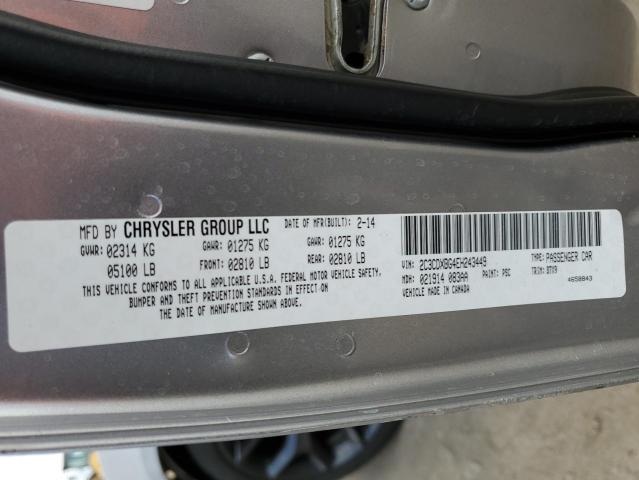 MFD BY CHRYSLER GROUP LLC DATE OF MFR(BUILT): 2-14
GVWR: 02314 KG GAWR: 01275 KG GAWR: 01275 KG
05100 LB FRONT: 02810 LB REAR: 02810 LB
THIS VEHICLE CONFORMS TO ALL APPLICABLE U.S.A. FEDERAL MOTOR VEHICLE SAFETY,
BUMPER AND THEFT PREVENTION STANDARDS IN EFFECT ON
THE DATE OF MANUFACTURE SHOWN ABOVE.
VIN: 2C3CDXBG4EH243449 TYPE: PASSENGER CAR
MDH: 021914 083AA PAINT: PSC TRIM: DTX9
VEHICLE MADE IN CANADA 4658843